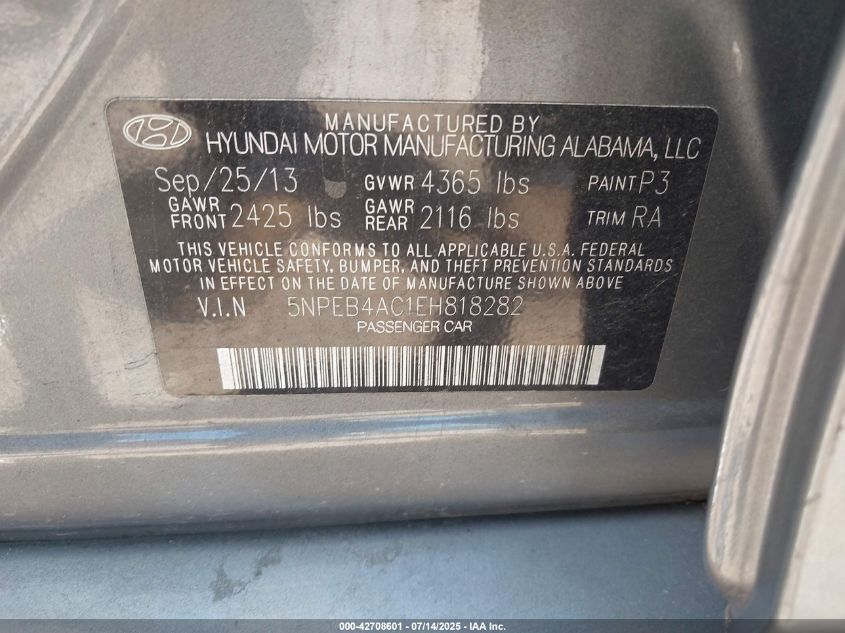 MANUFACTURED BY
HYUNDAI MOTOR MANUFACTURING ALABAMA, LLC
Sep/25/13 GVWR 4365 lbs PAINT P3
GAWR FRONT 2425 lbs GAWR REAR 2116 lbs TRIM RA
THIS VEHICLE CONFORMS TO ALL APPLICABLE U.S.A. FEDERAL
MOTOR VEHICLE SAFETY, BUMPER, AND THEFT PREVENTION STANDARDS
IN EFFECT ON THE DATE OF MANUFACTURE SHOWN ABOVE
V.I.N 5NPEB4AC1EH818282
PASSENGER CAR
000-42708601 - 07/14/2025 - IAA Inc.